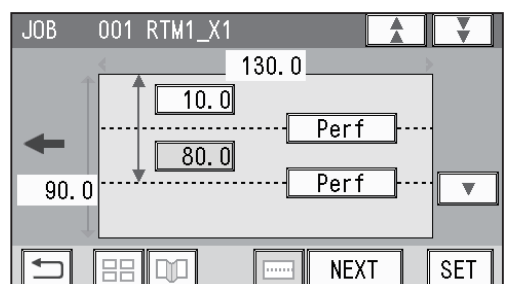 JOB 001 RTM1_X1
130.0
10.0
Perf
80.0
Perf
90.0
NEXT SET